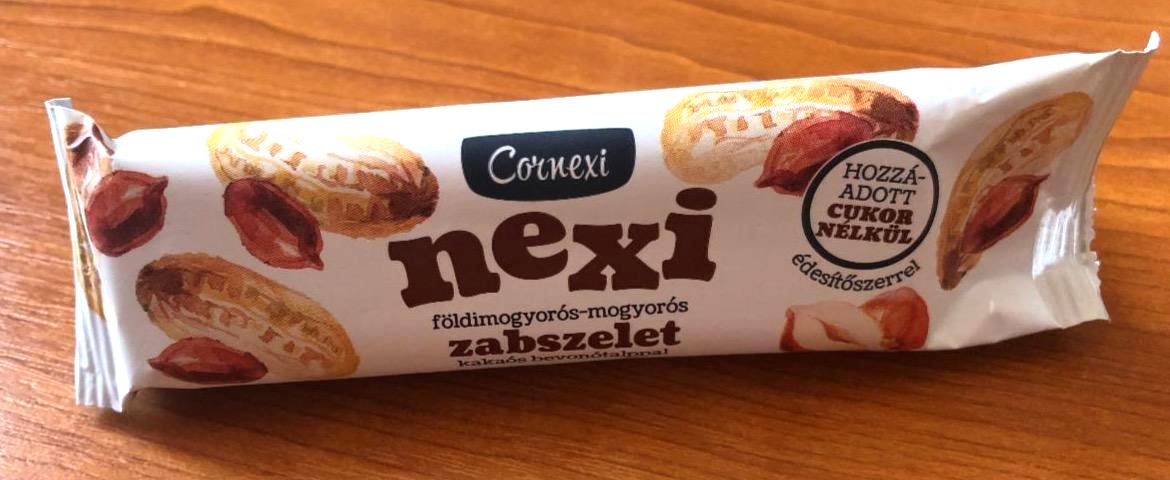 Cornexi
nexi
földimogyorós-mogyorós
zabszelet
kakaós bevonótalppal
HOZZÁ-
ADOTT
CUKOR
NÉLKÜL
édesítőszerrel